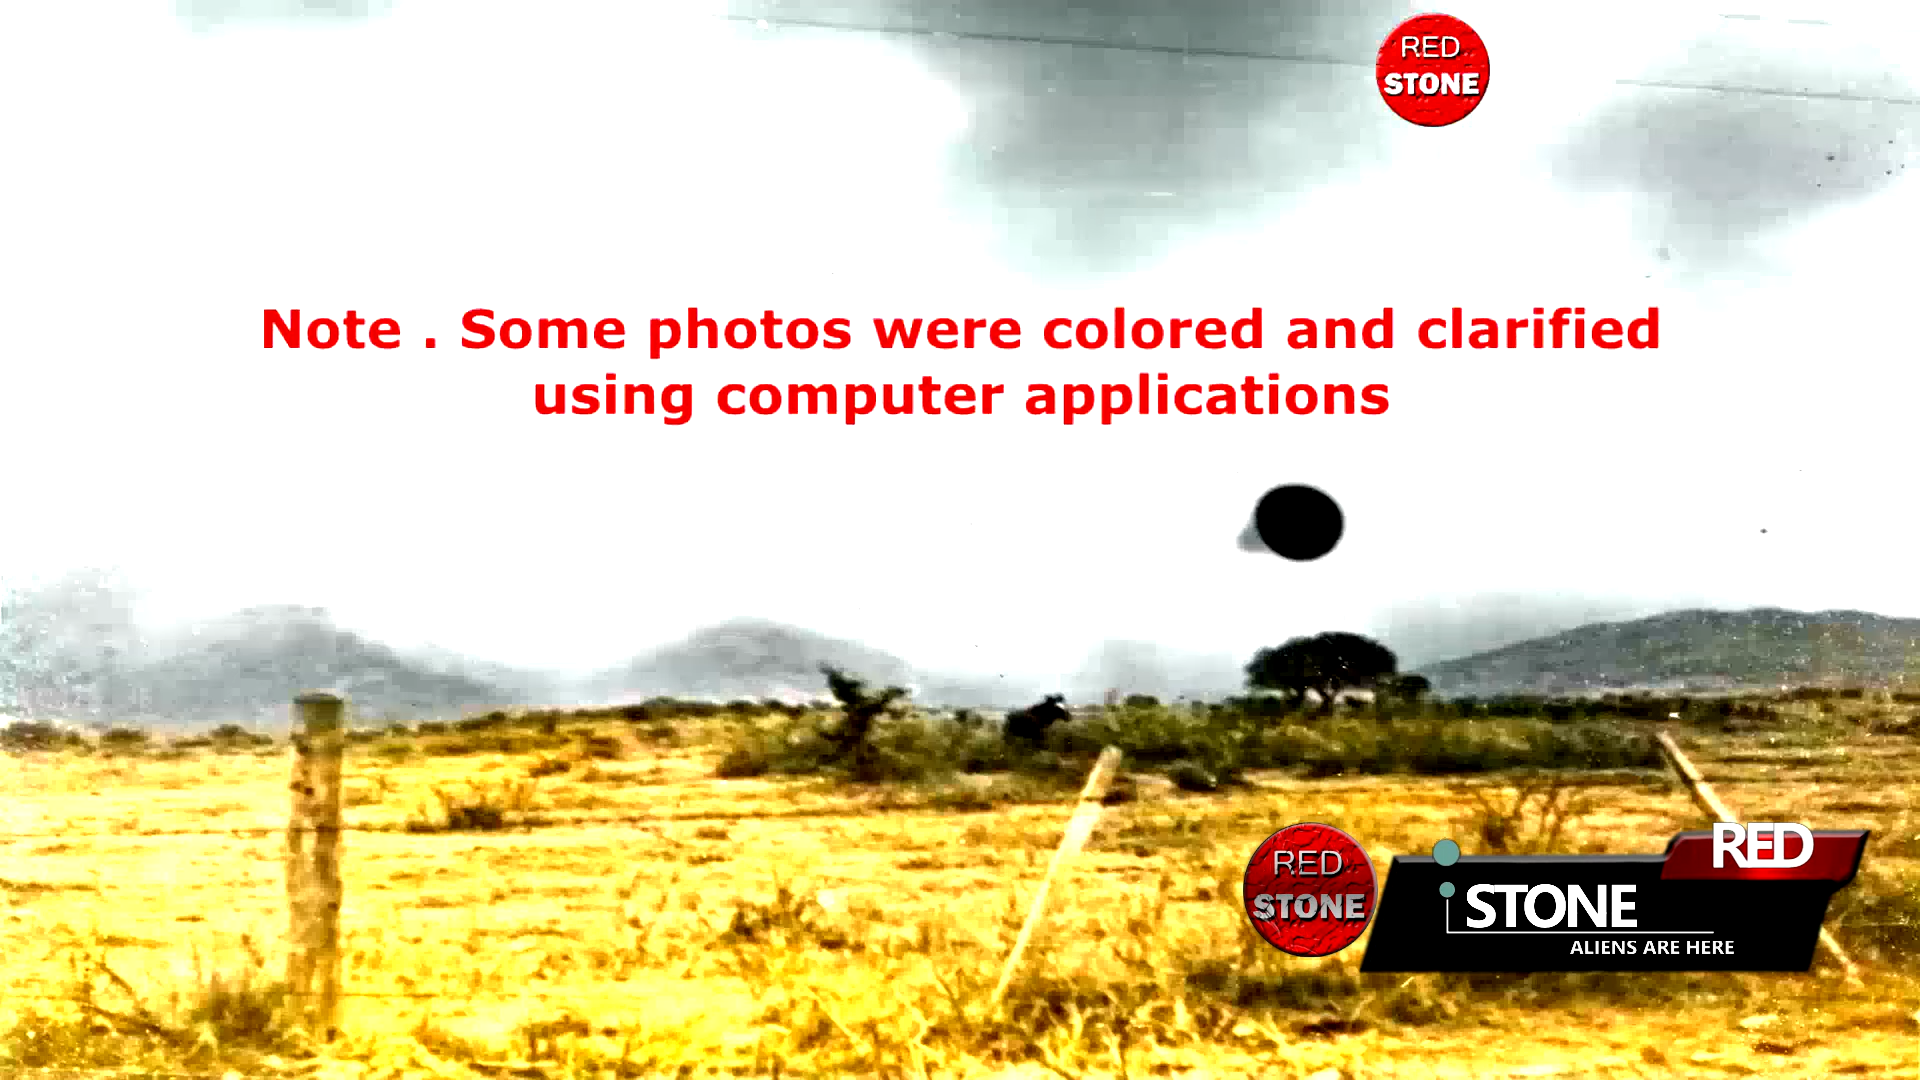 RED
STONE
Note . Some photos were colored and clarified
using computer applications
RED
STONE
RED
STONE
ALIENS ARE HERE